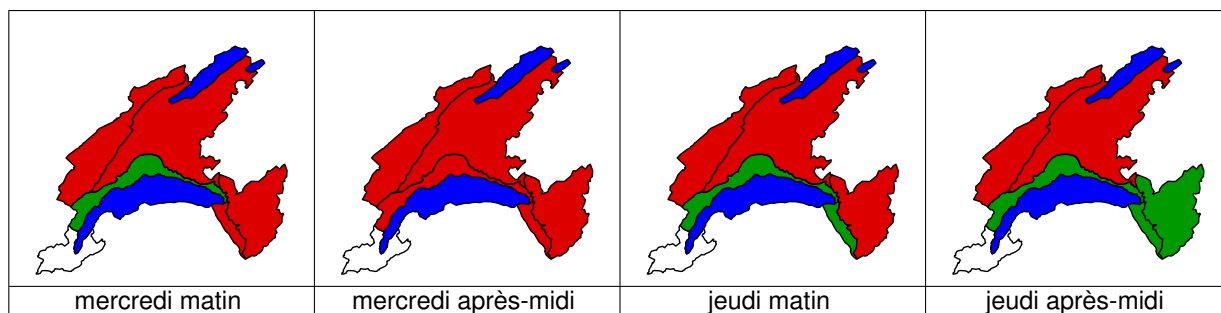 mercredi matin
mercredi après-midi
jeudi matin
jeudi après-midi